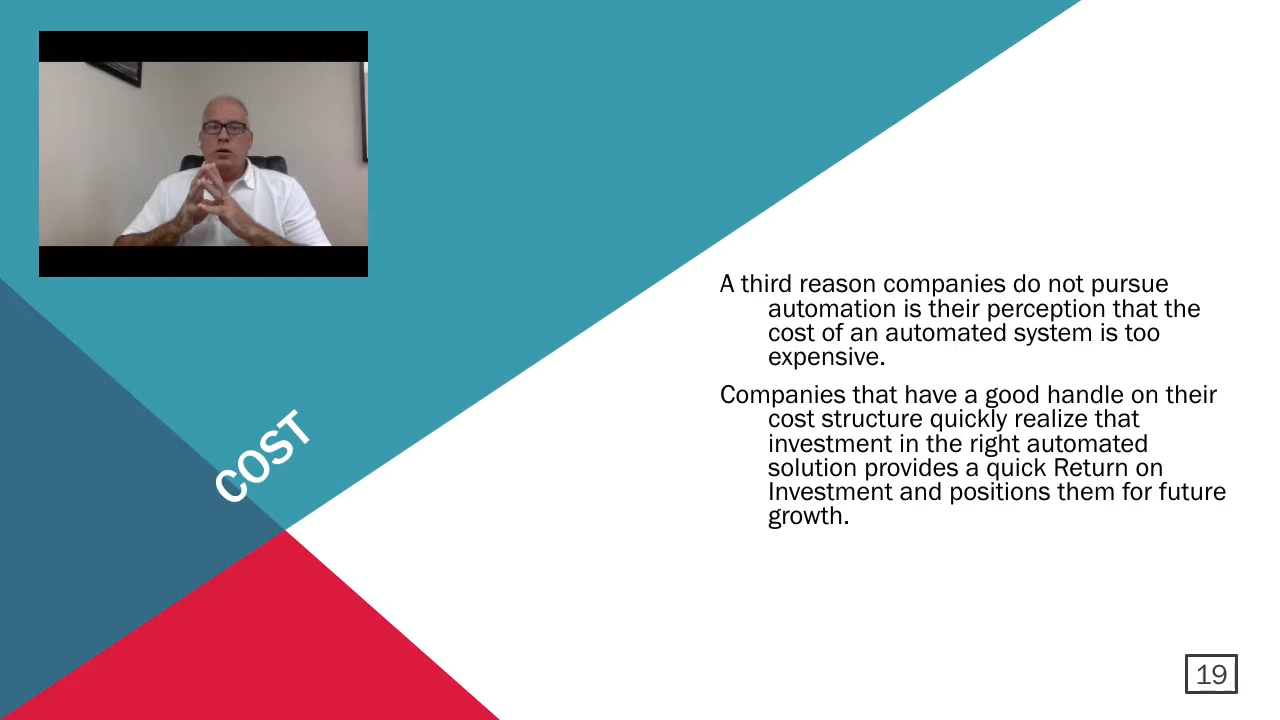 A third reason companies do not pursue
automation is their perception that the
cost of an automated system is too
expensive.
Companies that have a good handle on their
cost structure quickly realize that
investment in the right automated
solution provides a quick Return on
Investment and positions them for future
growth.
COST
19